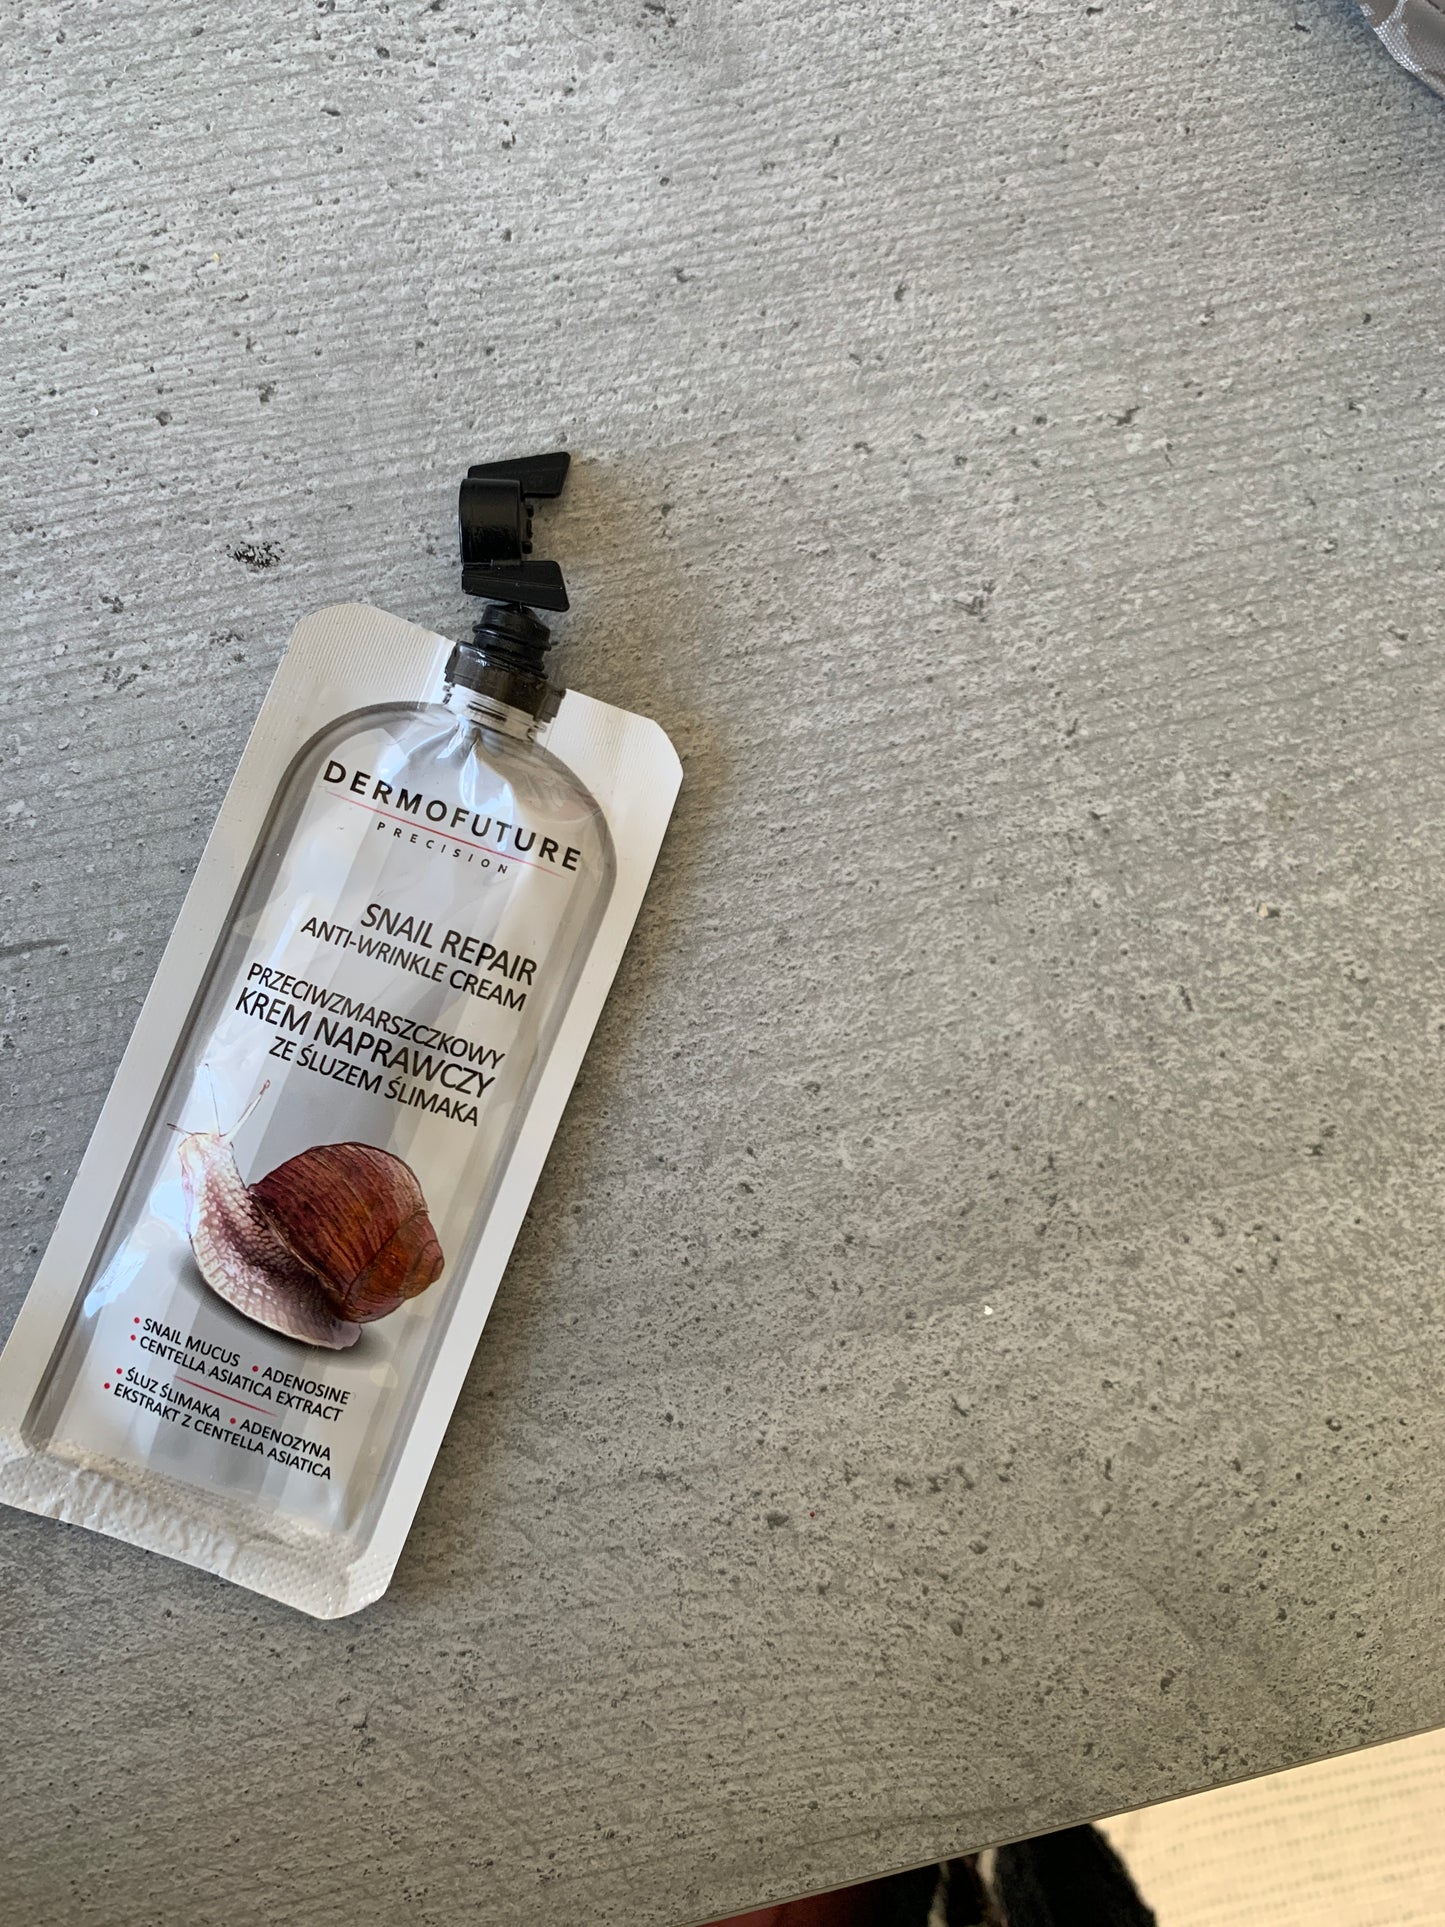 DERMOFUTURE
PRECISION
SNAIL REPAIR
ANTI-WRINKLE CREAM
PRZECIWZMARSZCZKOWY
KREM NAPRAWCZY
ZE ŚLUZEM ŚLIMAKA
• SNAIL MUCUS • ADENOSINE
• CENTELLA ASIATICA EXTRACT
• ŚLUZ ŚLIMAKA • ADENOZYNA
• EKSTRAKT Z CENTELLA ASIATICA